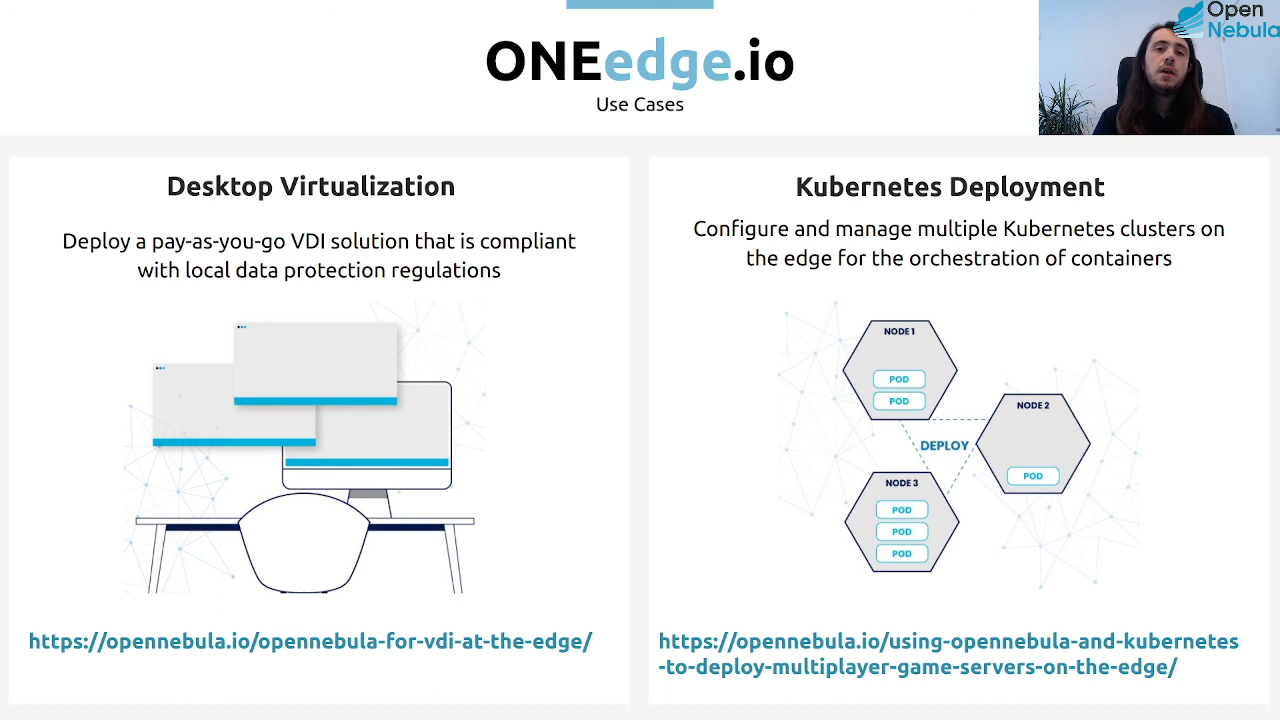 ONEedge.io
Use Cases
Open
Nebula
Desktop Virtualization
Deploy a pay-as-you-go VDI solution that is compliant
with local data protection regulations
https://opennebula.io/opennebula-for-vdi-at-the-edge/
Kubernetes Deployment
Configure and manage multiple Kubernetes clusters on
the edge for the orchestration of containers
NODE 1
POD
POD
NODE 2
POD
DEPLOY
NODE 3
POD
POD
POD
https://opennebula.io/using-opennebula-and-kubernetes
-to-deploy-multiplayer-game-servers-on-the-edge/